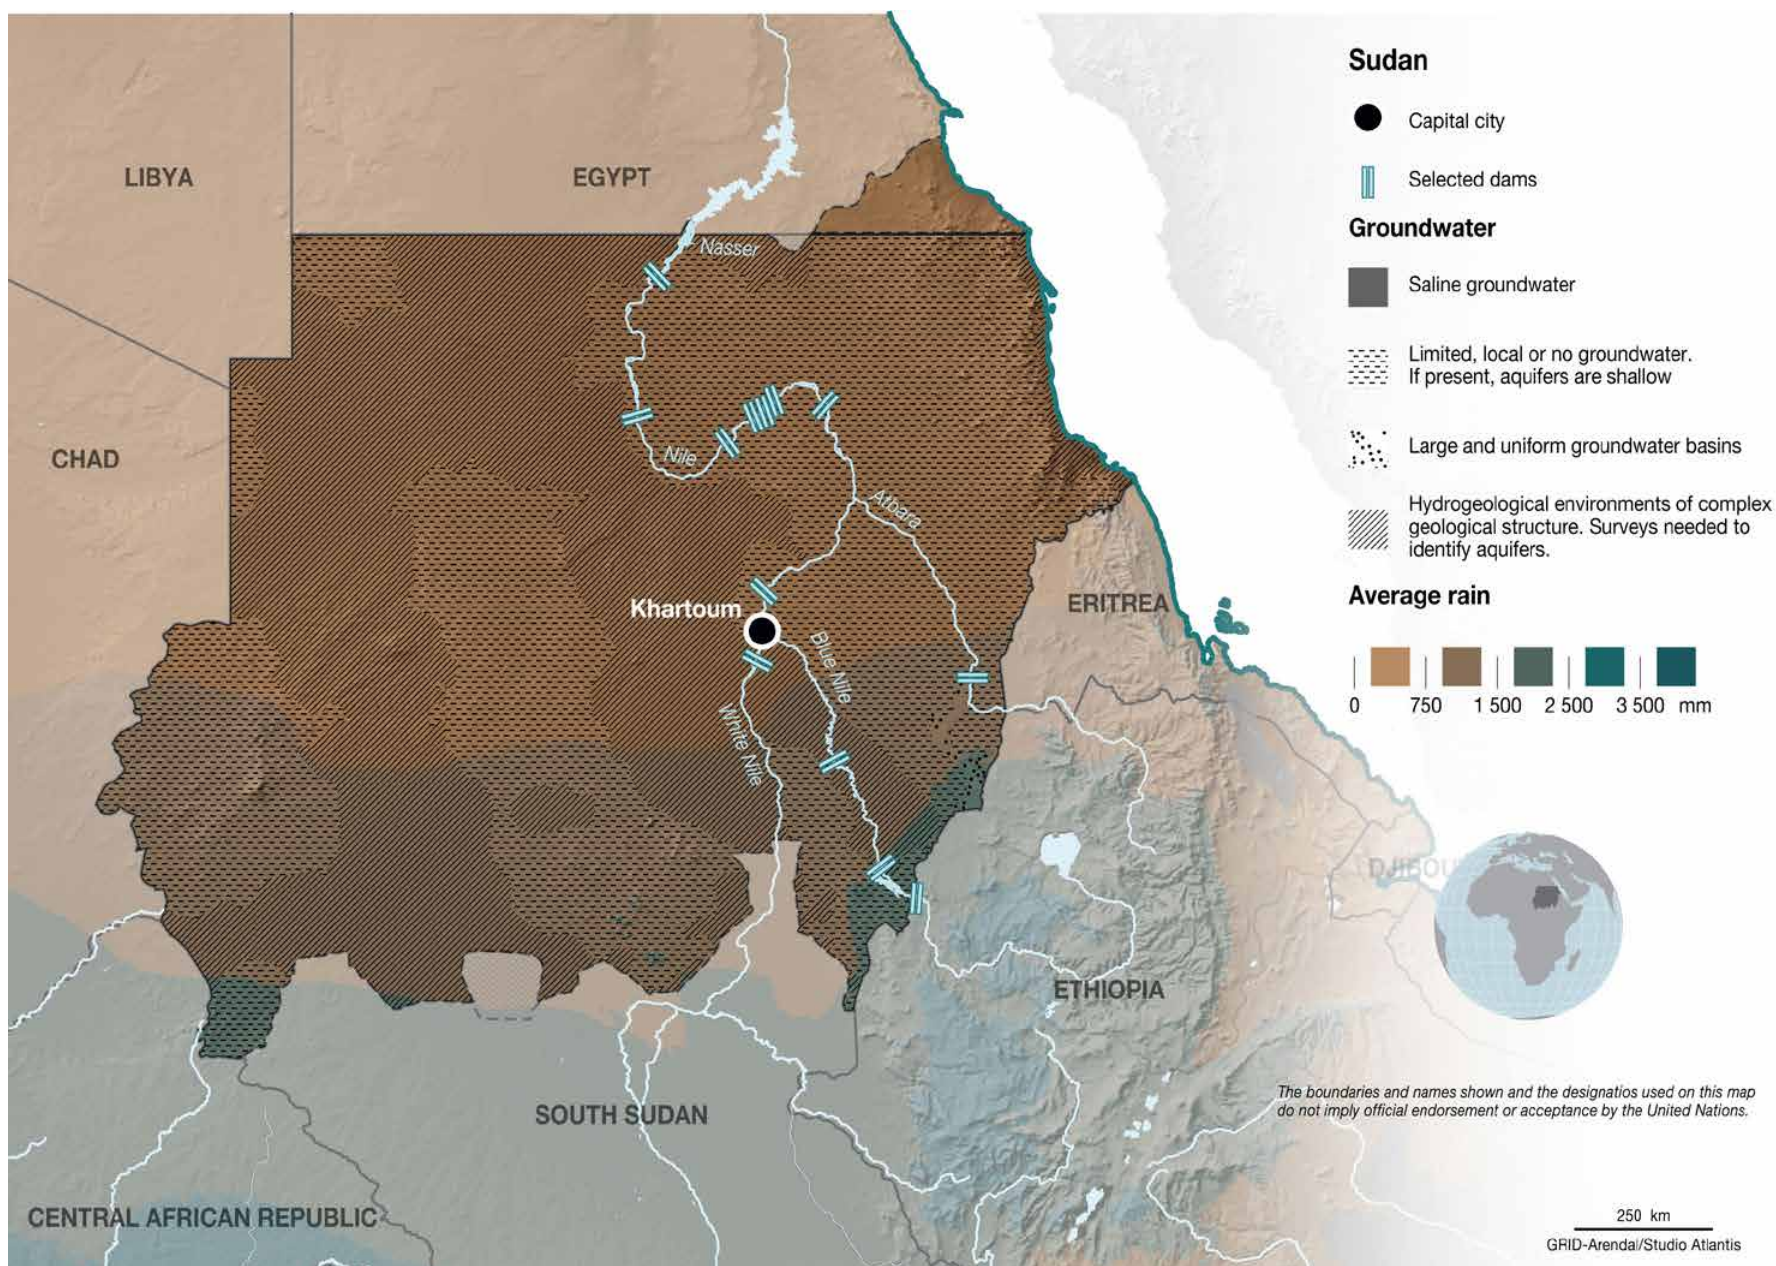 Sudan
Capital city
Selected dams
Groundwater
Saline groundwater
Limited, local or no groundwater.
If present, aquifers are shallow
Large and uniform groundwater basins
Hydrogeological environments of complex
geological structure. Surveys needed to
identify aquifers.
Average rain
0 750 1 500 2 500 3 500 mm
LIBYA
EGYPT
Nasser
CHAD
Nile
Atbara
Khartoum
ERITREA
Blue Nile
White Nile
DJIBOU
ETHIOPIA
SOUTH SUDAN
CENTRAL AFRICAN REPUBLIC
The boundaries and names shown and the designatios used on this map
do not imply official endorsement or acceptance by the United Nations.
250 km
GRID-Arendal/Studio Atlantis